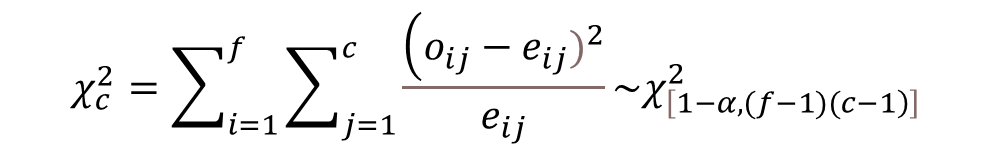 χ²_c = ∑_{i=1}^{f} ∑_{j=1}^{c} (o_{ij} − e_{ij})² / e_{ij} ~ χ²_{[1−α,(f−1)(c−1)]}